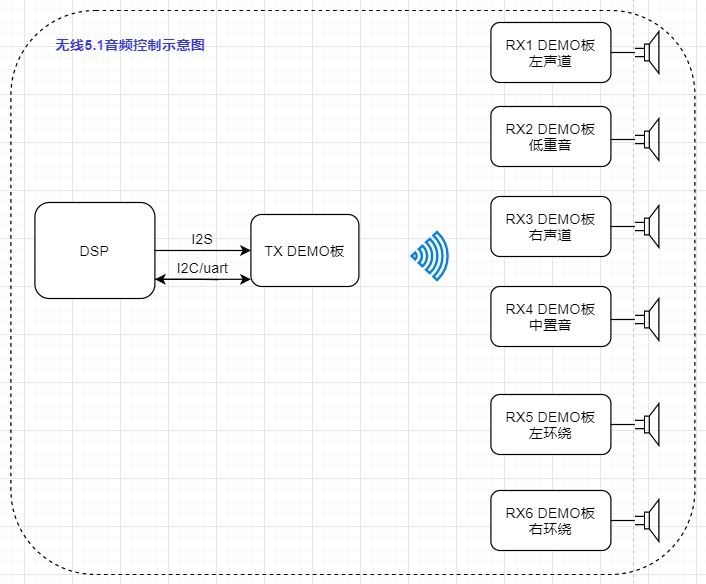 无线5.1音频控制示意图
RX1 DEMO板
左声道
RX2 DEMO板
低重音
RX3 DEMO板
右声道
DSP
I2S
I2C/uart
TX DEMO板
RX4 DEMO板
中置音
RX5 DEMO板
左环绕
RX6 DEMO板
右环绕